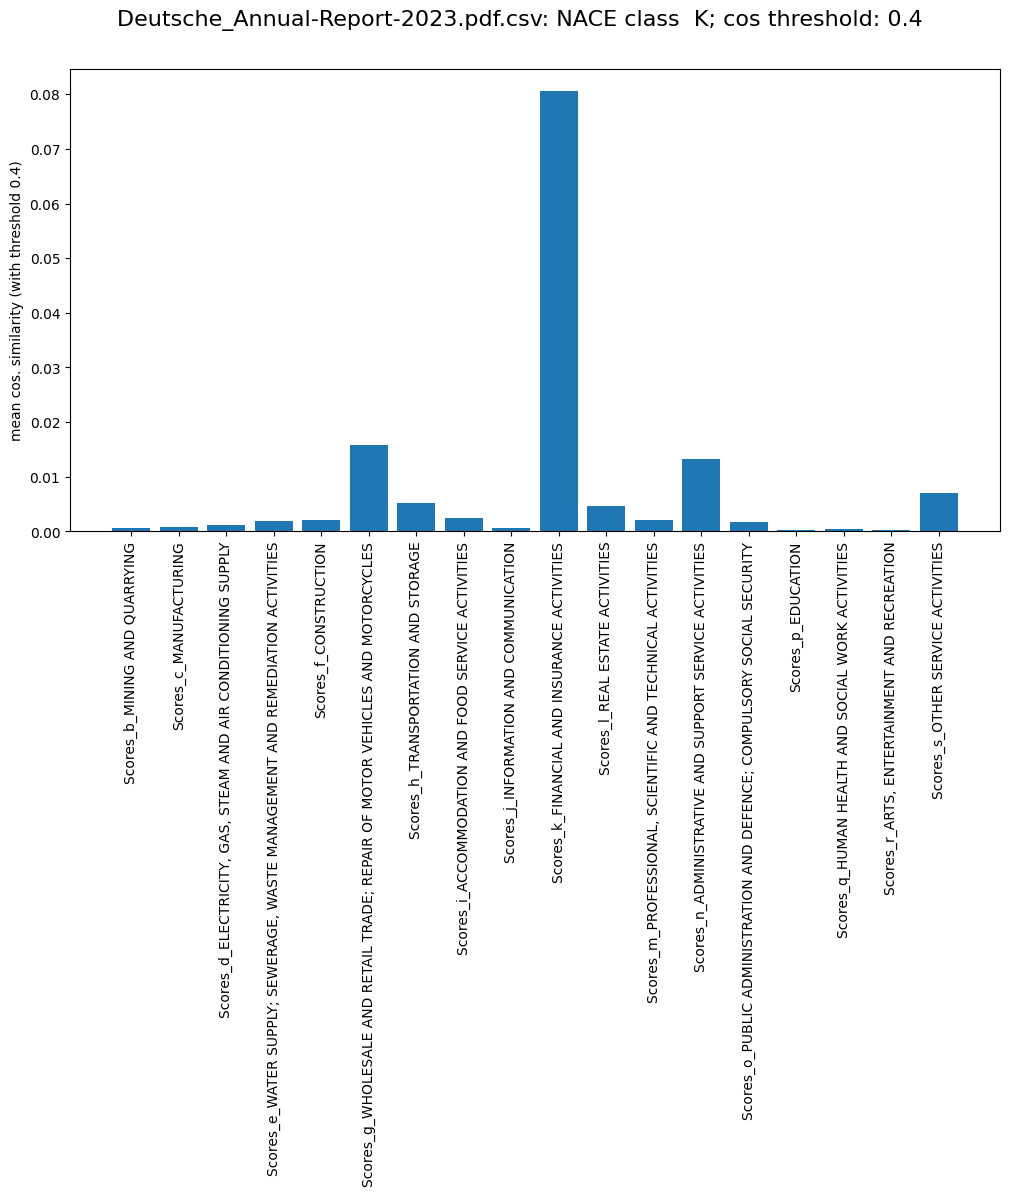 Deutsche_Annual-Report-2023.pdf.csv: NACE class  K; cos threshold: 0.4
mean cos. similarity (with threshold 0.4)
0.08
0.07
0.06
0.05
0.04
0.03
0.02
0.01
0.00
Scores_b_MINING AND QUARRYING
Scores_c_MANUFACTURING
Scores_d_ELECTRICITY, GAS, STEAM AND AIR CONDITIONING SUPPLY
Scores_e_WATER SUPPLY; SEWERAGE, WASTE MANAGEMENT AND REMEDIATION ACTIVITIES
Scores_f_CONSTRUCTION
Scores_g_WHOLESALE AND RETAIL TRADE; REPAIR OF MOTOR VEHICLES AND MOTORCYCLES
Scores_h_TRANSPORTATION AND STORAGE
Scores_i_ACCOMMODATION AND FOOD SERVICE ACTIVITIES
Scores_j_INFORMATION AND COMMUNICATION
Scores_k_FINANCIAL AND INSURANCE ACTIVITIES
Scores_l_REAL ESTATE ACTIVITIES
Scores_m_PROFESSIONAL, SCIENTIFIC AND TECHNICAL ACTIVITIES
Scores_n_ADMINISTRATIVE AND SUPPORT SERVICE ACTIVITIES
Scores_o_PUBLIC ADMINISTRATION AND DEFENCE; COMPULSORY SOCIAL SECURITY
Scores_p_EDUCATION
Scores_q_HUMAN HEALTH AND SOCIAL WORK ACTIVITIES
Scores_r_ARTS, ENTERTAINMENT AND RECREATION
Scores_s_OTHER SERVICE ACTIVITIES